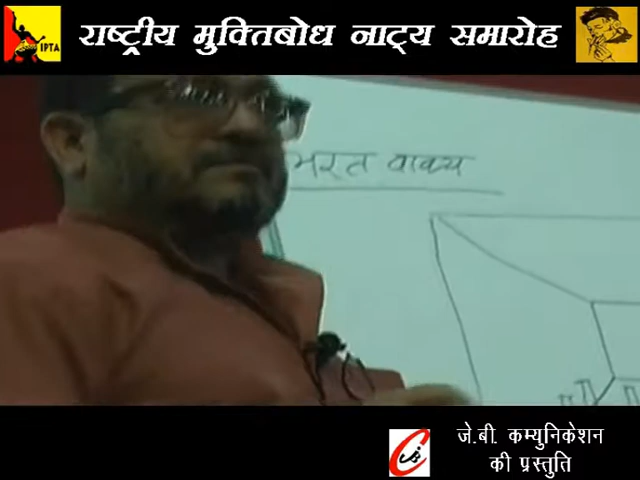 IPTA
राष्ट्रीय मुक्तिबोध नाट्य समारोह
भरत वाक्य
जे.बी. कम्युनिकेशन
की प्रस्तुति